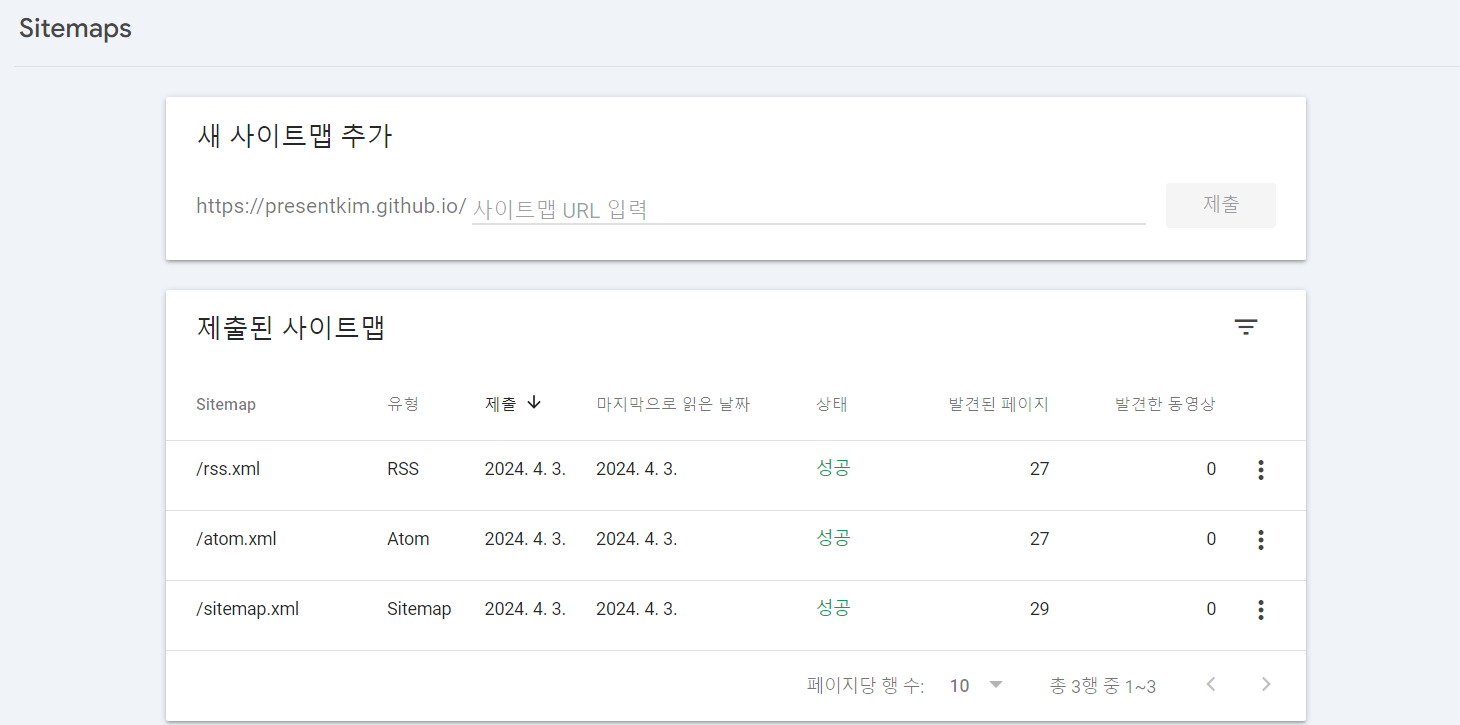 Sitemaps
새 사이트맵 추가
https://presentkim.github.io/ 사이트맵 URL 입력 제출
제출된 사이트맵
Sitemap 유형 제출 마지막으로 읽은 날짜 상태 발견된 페이지 발견한 동영상
/rss.xml RSS 2024. 4. 3. 2024. 4. 3. 성공 27 0
/atom.xml Atom 2024. 4. 3. 2024. 4. 3. 성공 27 0
/sitemap.xml Sitemap 2024. 4. 3. 2024. 4. 3. 성공 29 0
페이지당 행 수: 10 총 3행 중 1~3